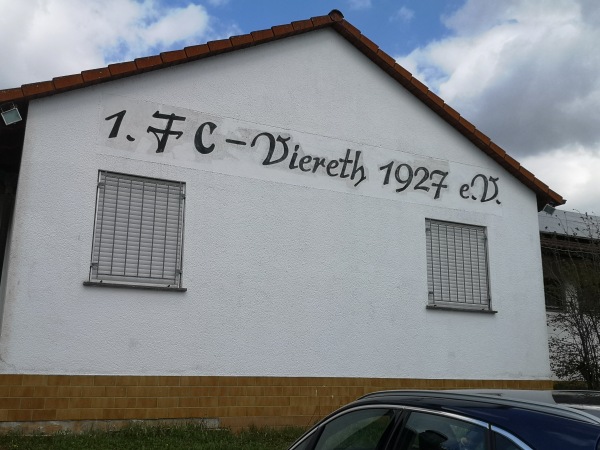 1. FC - Viereth 1927 e.V.